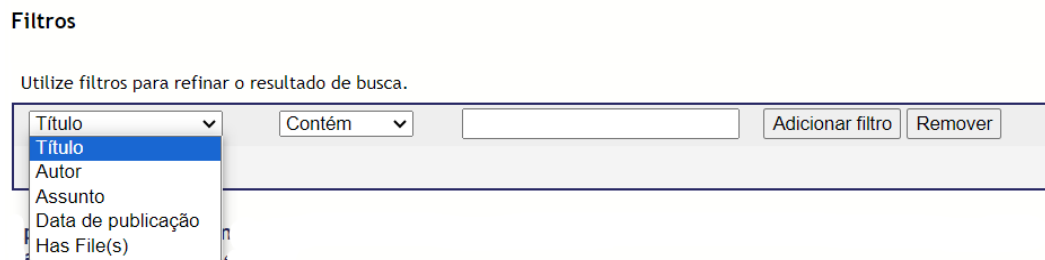 Filtros
Utilize filtros para refinar o resultado de busca.
Título Contém Adicionar filtro Remover
Título
Autor
Assunto
Data de publicação
Has File(s)